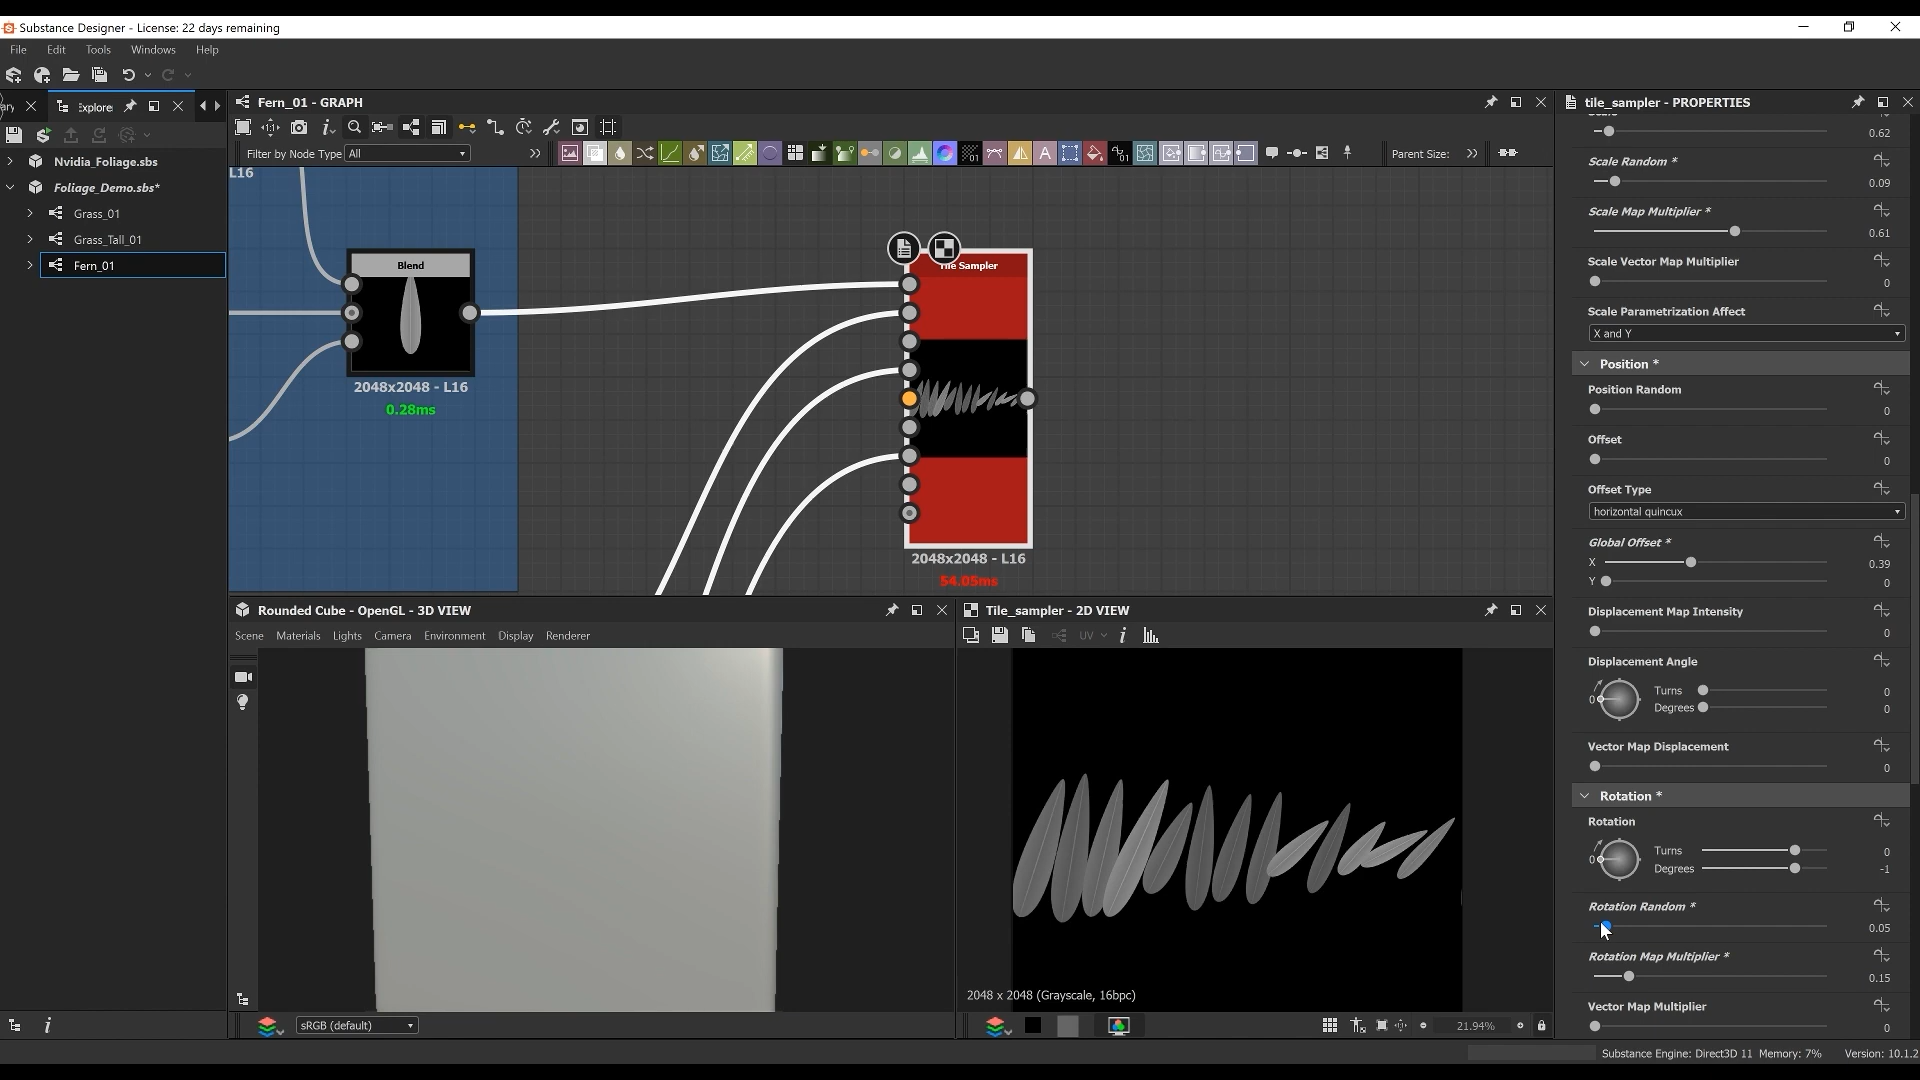 Substance Designer - License: 22 days remaining
File Edit Tools Windows Help
Explore
Fern_01 - GRAPH
tile_sampler - PROPERTIES
Filter by Node Type All
Parent Size:
Nvidia_Foliage.sbs
Foliage_Demo.sbs*
Grass_01
Grass_Tall_01
Fern_01
L16
Blend
2048x2048 - L16
0.28ms
Tile Sampler
2048x2048 - L16
54.05ms
0.62
Scale Random *
0.09
Scale Map Multiplier *
0.61
Scale Vector Map Multiplier
0
Scale Parametrization Affect
X and Y
Position *
Position Random
0
Offset
0
Offset Type
horizontal quincux
Global Offset *
X 0.39
Y 0
Displacement Map Intensity
0
Displacement Angle
0 Turns 0
Degrees 0
Vector Map Displacement
0
Rotation *
Rotation
0 Turns 0
Degrees -1
Rotation Random *
0.05
Rotation Map Multiplier *
0.15
Vector Map Multiplier
0
Rounded Cube - OpenGL - 3D VIEW
Scene Materials Lights Camera Environment Display Renderer
sRGB (default)
Tile_sampler - 2D VIEW
UV
2048 x 2048 (Grayscale, 16bpc)
21.94%
Substance Engine: Direct3D 11 Memory: 7% Version: 10.1.2